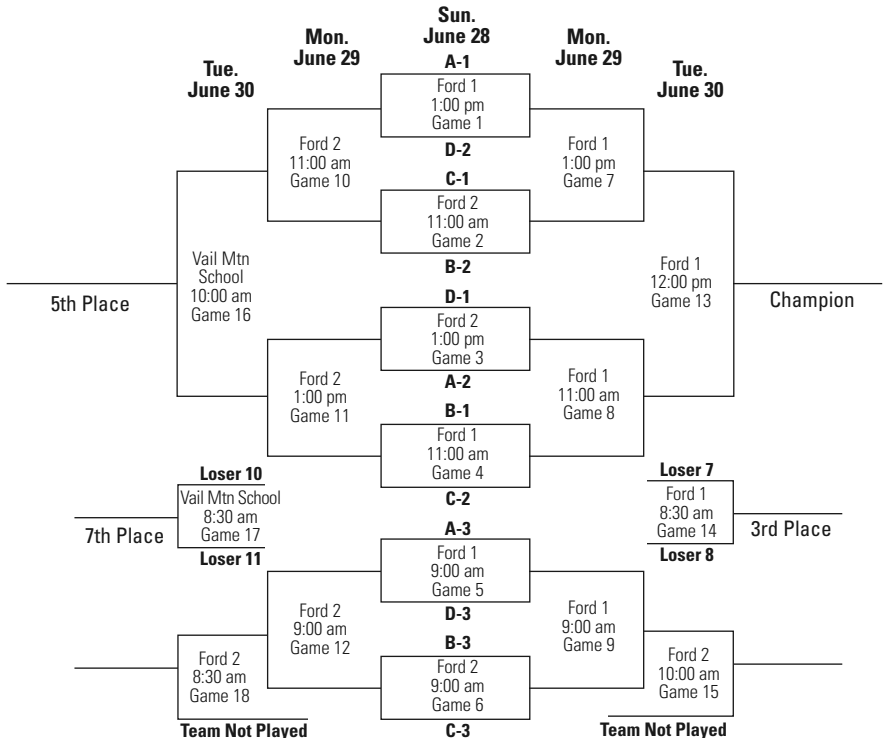 Sun.
June 28
Mon.
June 29
Mon.
June 29
Tue.
June 30
Tue.
June 30
A-1
Ford 1
1:00 pm
Game 1
D-2
C-1
Ford 2
11:00 am
Game 2
B-2
D-1
Ford 2
1:00 pm
Game 3
A-2
B-1
Ford 1
11:00 am
Game 4
C-2
A-3
Ford 1
9:00 am
Game 5
D-3
B-3
Ford 2
9:00 am
Game 6
C-3
Ford 2
11:00 am
Game 10
Ford 2
1:00 pm
Game 11
Ford 2
9:00 am
Game 12
Vail Mtn
School
10:00 am
Game 16
5th Place
Loser 10
Vail Mtn School
8:30 am
Game 17
Loser 11
7th Place
Ford 2
8:30 am
Game 18
Team Not Played
Ford 1
1:00 pm
Game 7
Ford 1
11:00 am
Game 8
Ford 1
9:00 am
Game 9
Ford 1
12:00 pm
Game 13
Champion
Loser 7
Ford 1
8:30 am
Game 14
Loser 8
3rd Place
Ford 2
10:00 am
Game 15
Team Not Played